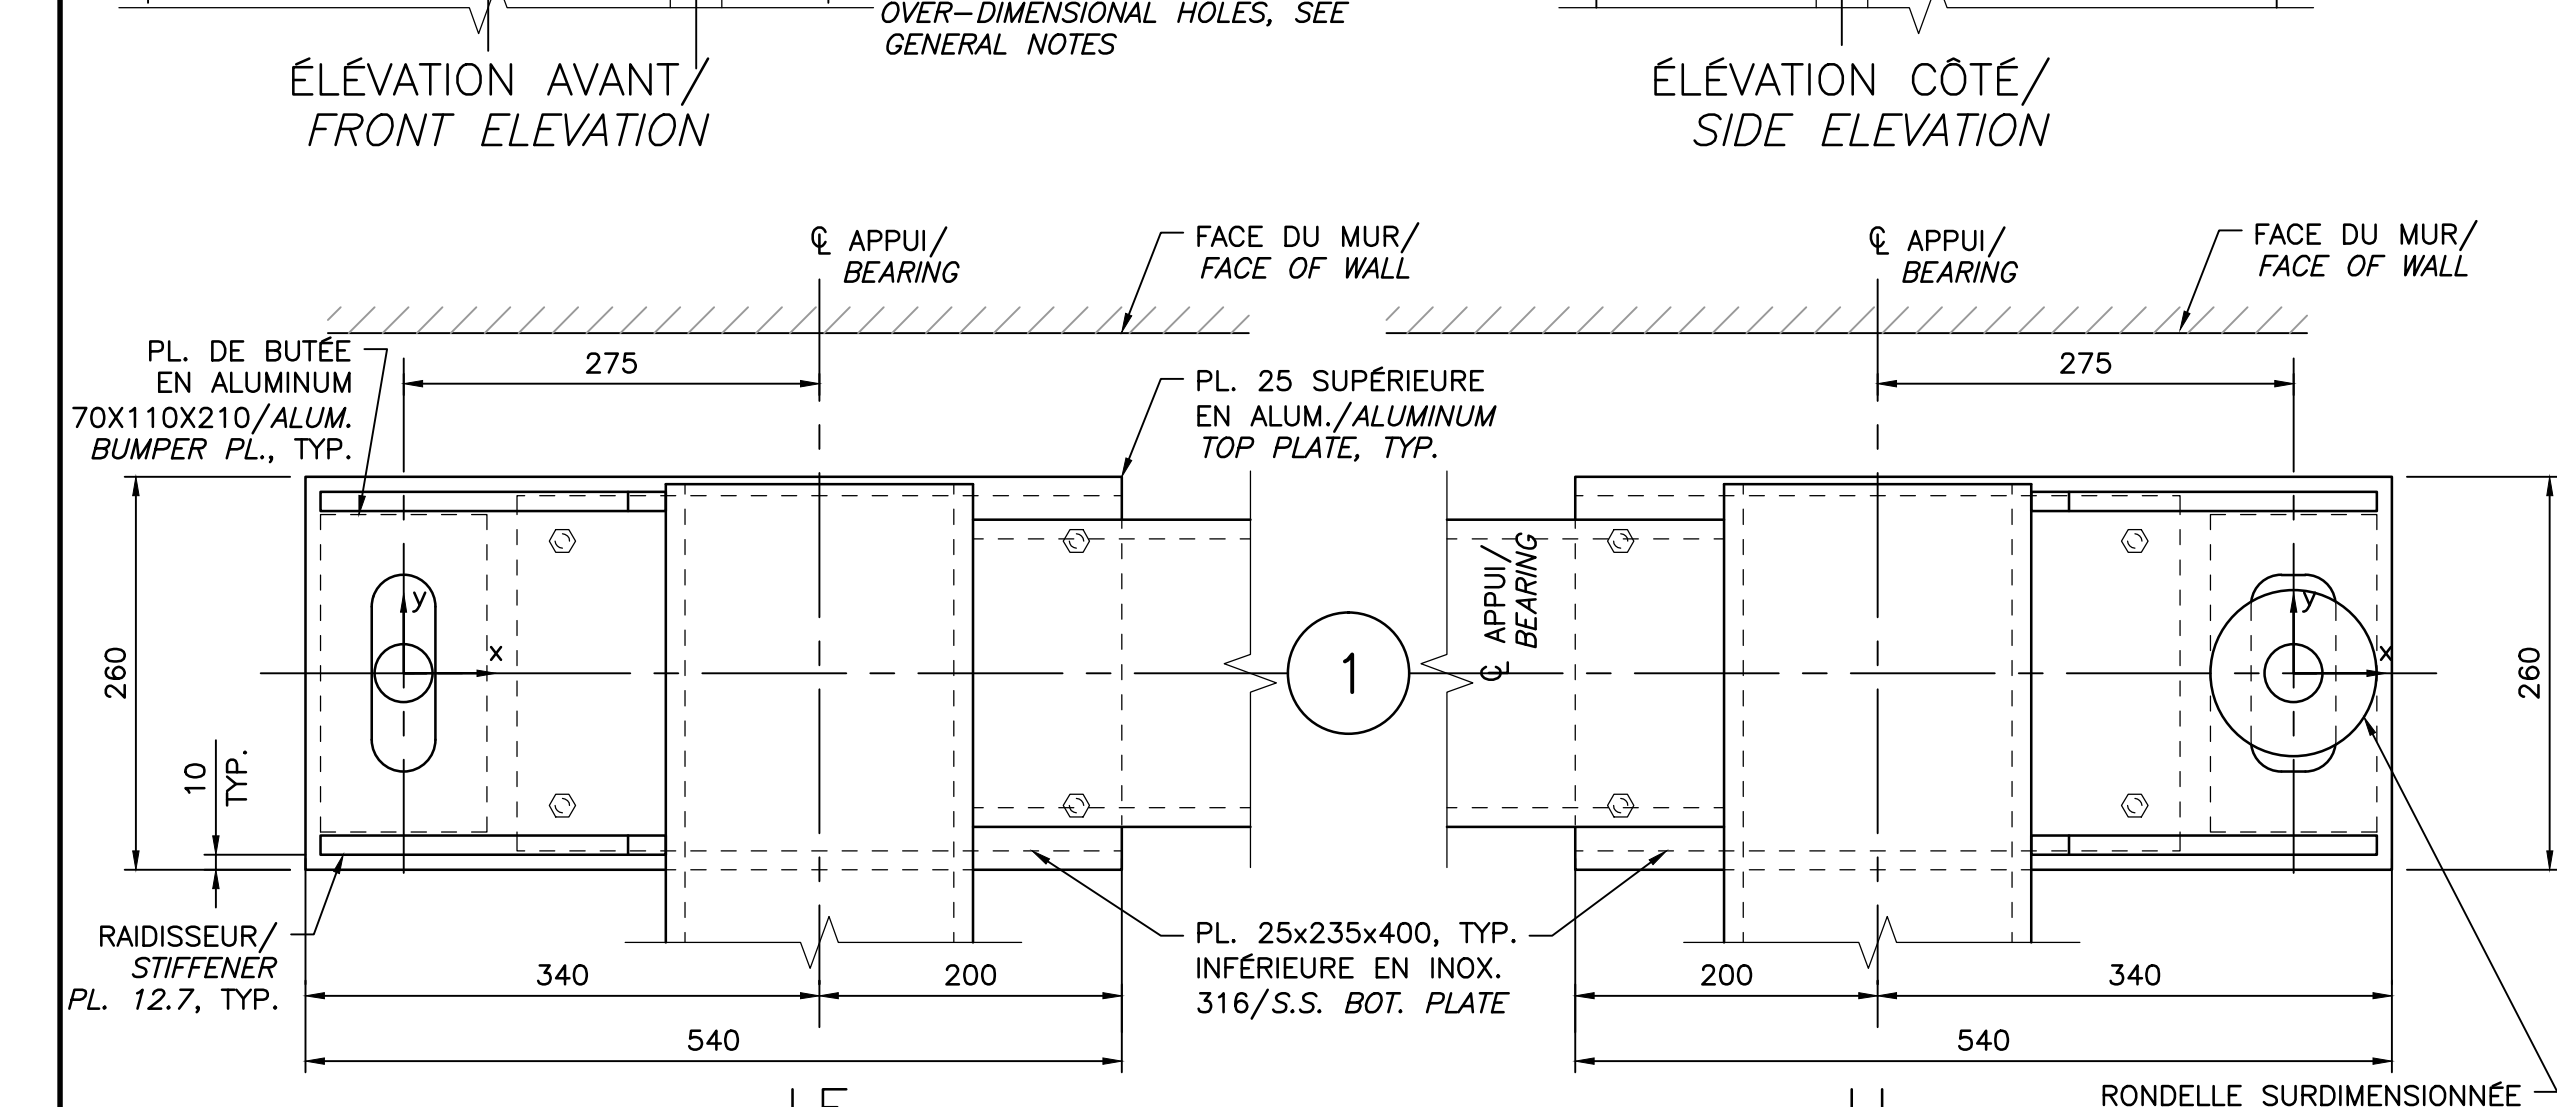 OVER-DIMENSIONAL HOLES, SEE
GENERAL NOTES
ÉLÉVATION AVANT/
FRONT ELEVATION
ÉLÉVATION CÔTÉ/
SIDE ELEVATION
℄ APPUI/
BEARING
FACE DU MUR/
FACE OF WALL
℄ APPUI/
BEARING
FACE DU MUR/
FACE OF WALL
PL. DE BUTÉE
EN ALUMINUM
70X110X210/ALUM.
BUMPER PL., TYP.
275
PL. 25 SUPÉRIEURE
EN ALUM./ALUMINUM
TOP PLATE, TYP.
275
260
10
TYP.
y
x
1
℄ APPUI/
BEARING
y
x
260
RAIDISSEUR/
STIFFENER
PL. 12.7, TYP.
340
200
540
PL. 25x235x400, TYP.
INFÉRIEURE EN INOX.
316/S.S. BOT. PLATE
200
340
540
RONDELLE SURDIMENSIONNÉE